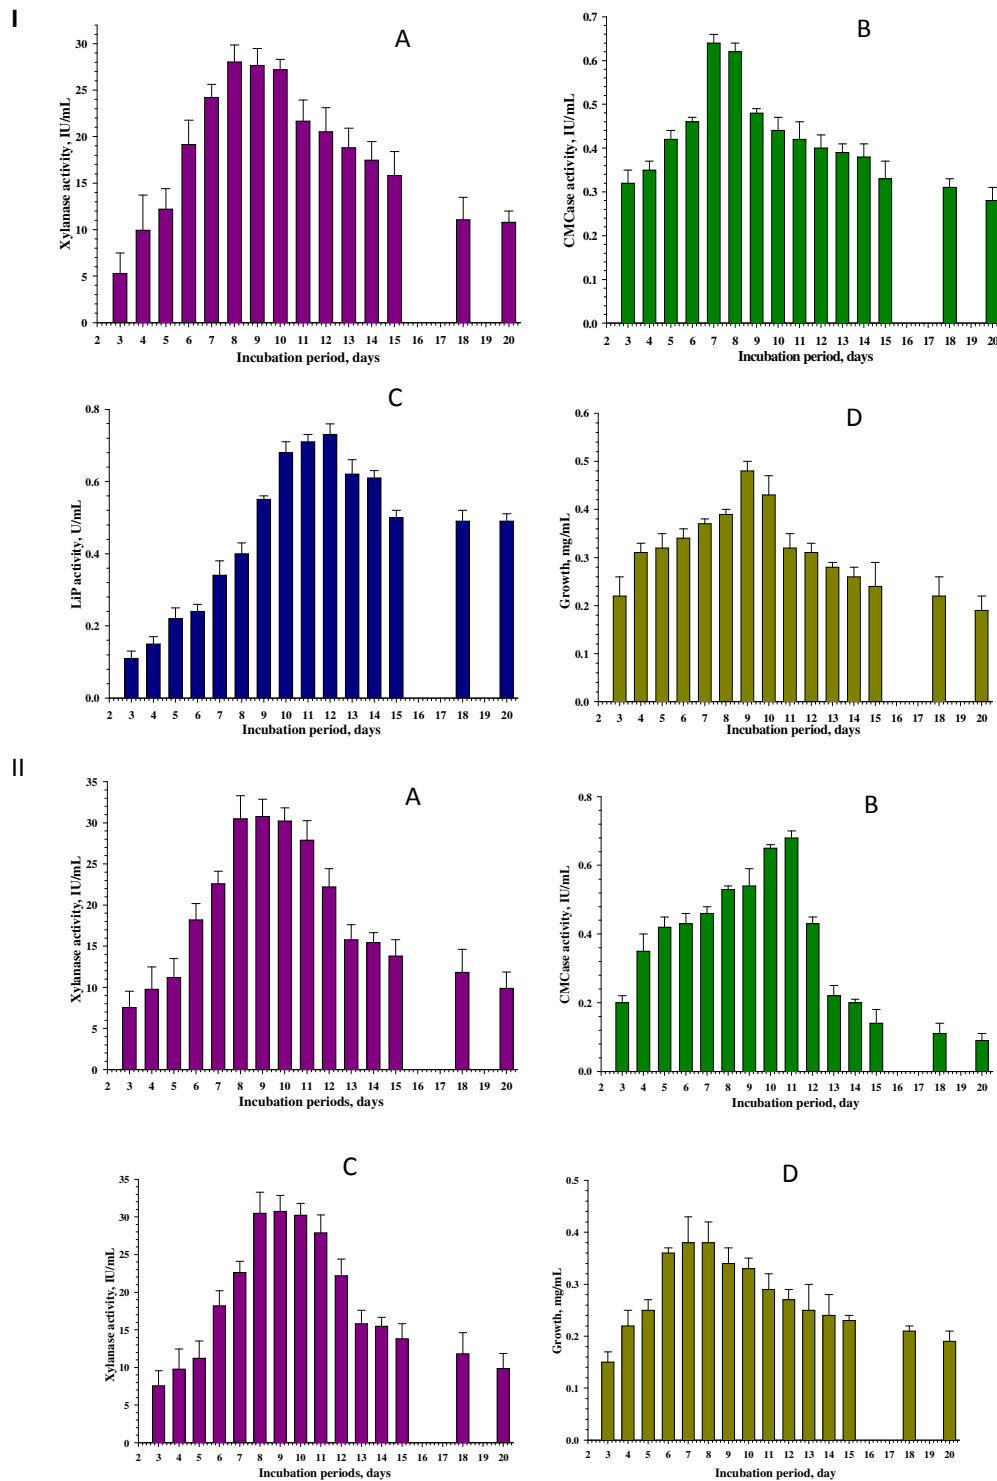 I
A
Xylanase activity, IU/mL
30
25
20
15
10
5
0
2 3 4 5 6 7 8 9 10 11 12 13 14 15 16 17 18 19 20
Incubation period, days
B
CMCase activity, IU/mL
0.7
0.6
0.5
0.4
0.3
0.2
0.1
0.0
2 3 4 5 6 7 8 9 10 11 12 13 14 15 16 17 18 19 20
Incubation period, days
C
LiP activity, U/mL
0.8
0.6
0.4
0.2
0.0
2 3 4 5 6 7 8 9 10 11 12 13 14 15 16 17 18 19 20
Incubation period, days
D
Growth, mg/mL
0.6
0.5
0.4
0.3
0.2
0.1
0.0
2 3 4 5 6 7 8 9 10 11 12 13 14 15 16 17 18 19 20
Incubation period, days
II
A
Xylanase activity, IU/mL
35
30
25
20
15
10
5
0
2 3 4 5 6 7 8 9 10 11 12 13 14 15 16 17 18 19 20
Incubation periods, days
B
CMCase activity, IU/mL
0.8
0.6
0.4
0.2
0.0
2 3 4 5 6 7 8 9 10 11 12 13 14 15 16 17 18 19 20
Incubation period, day
C
Xylanase activity, IU/mL
35
30
25
20
15
10
5
0
2 3 4 5 6 7 8 9 10 11 12 13 14 15 16 17 18 19 20
Incubation periods, days
D
Growth, mg/mL
0.5
0.4
0.3
0.2
0.1
0.0
2 3 4 5 6 7 8 9 10 11 12 13 14 15 16 17 18 19 20
Incubation period, day